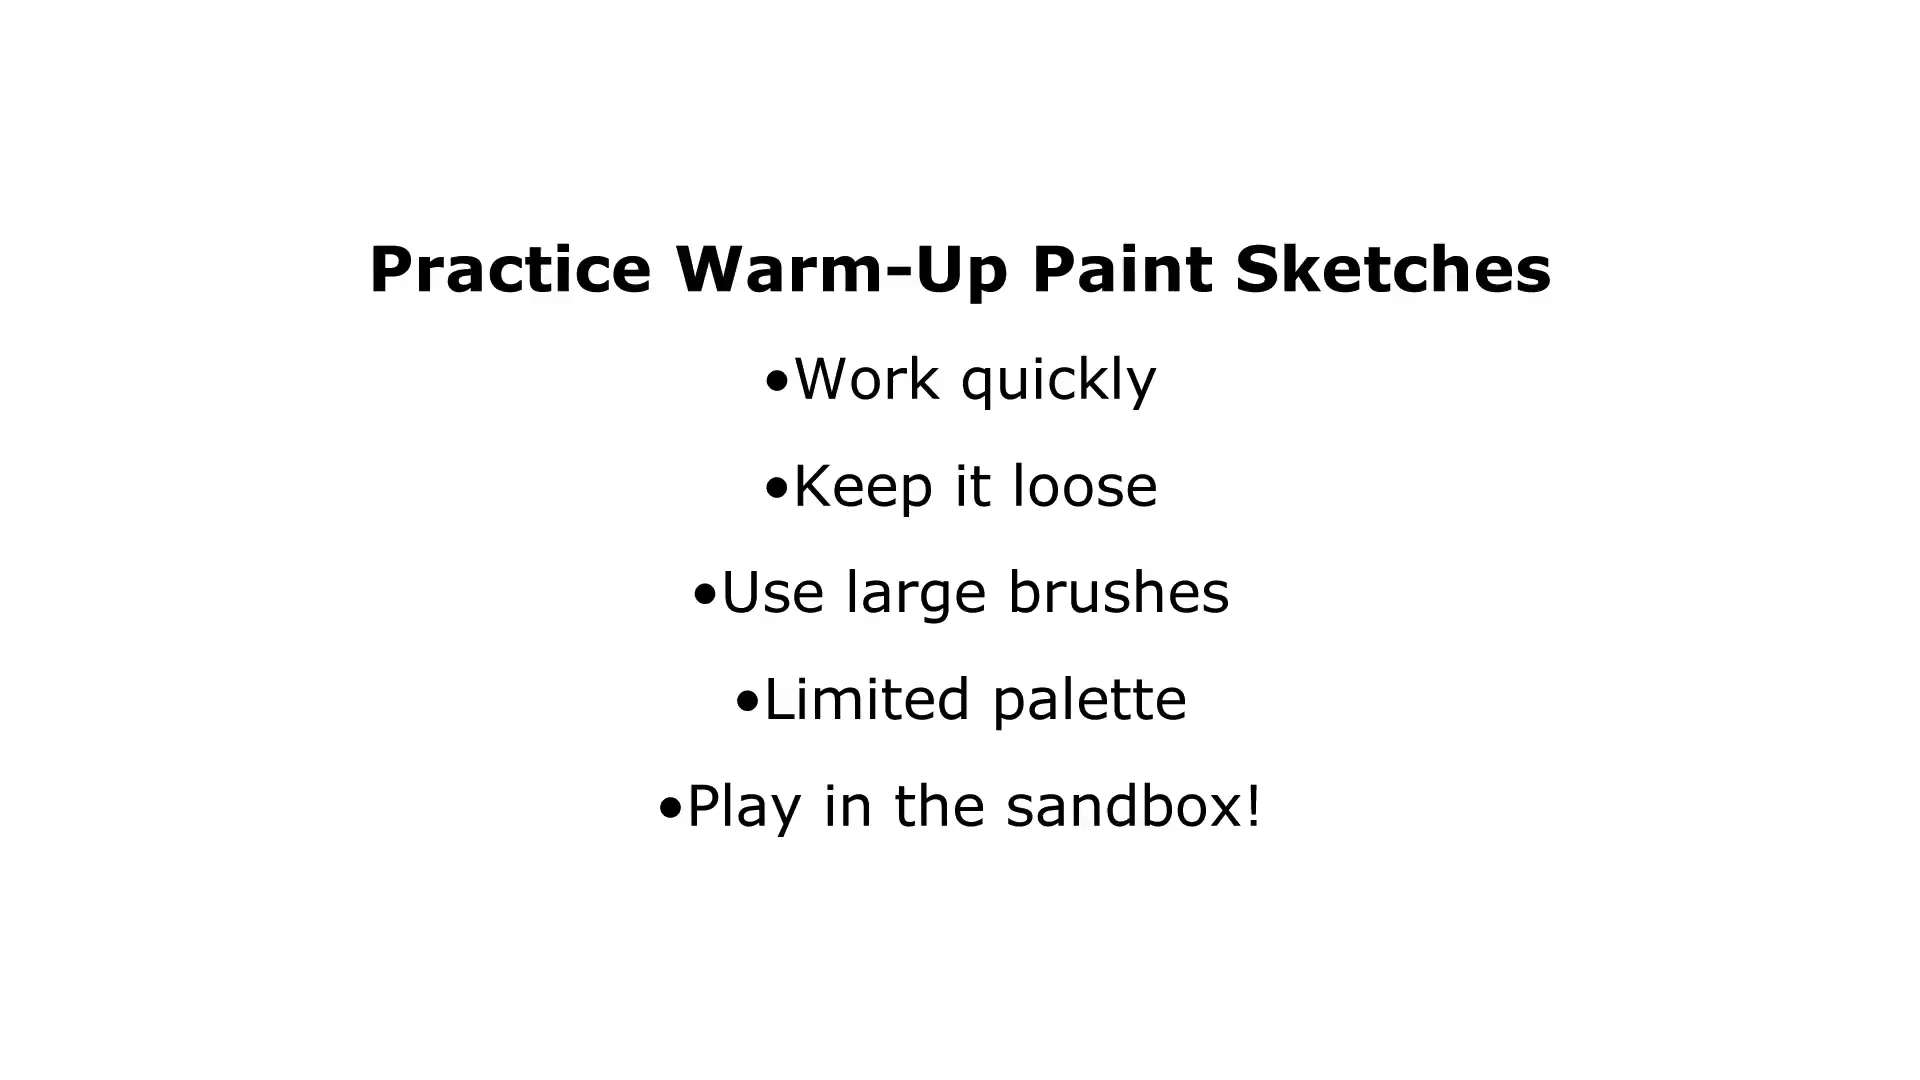 Practice Warm-Up Paint Sketches
•Work quickly
•Keep it loose
•Use large brushes
•Limited palette
•Play in the sandbox!